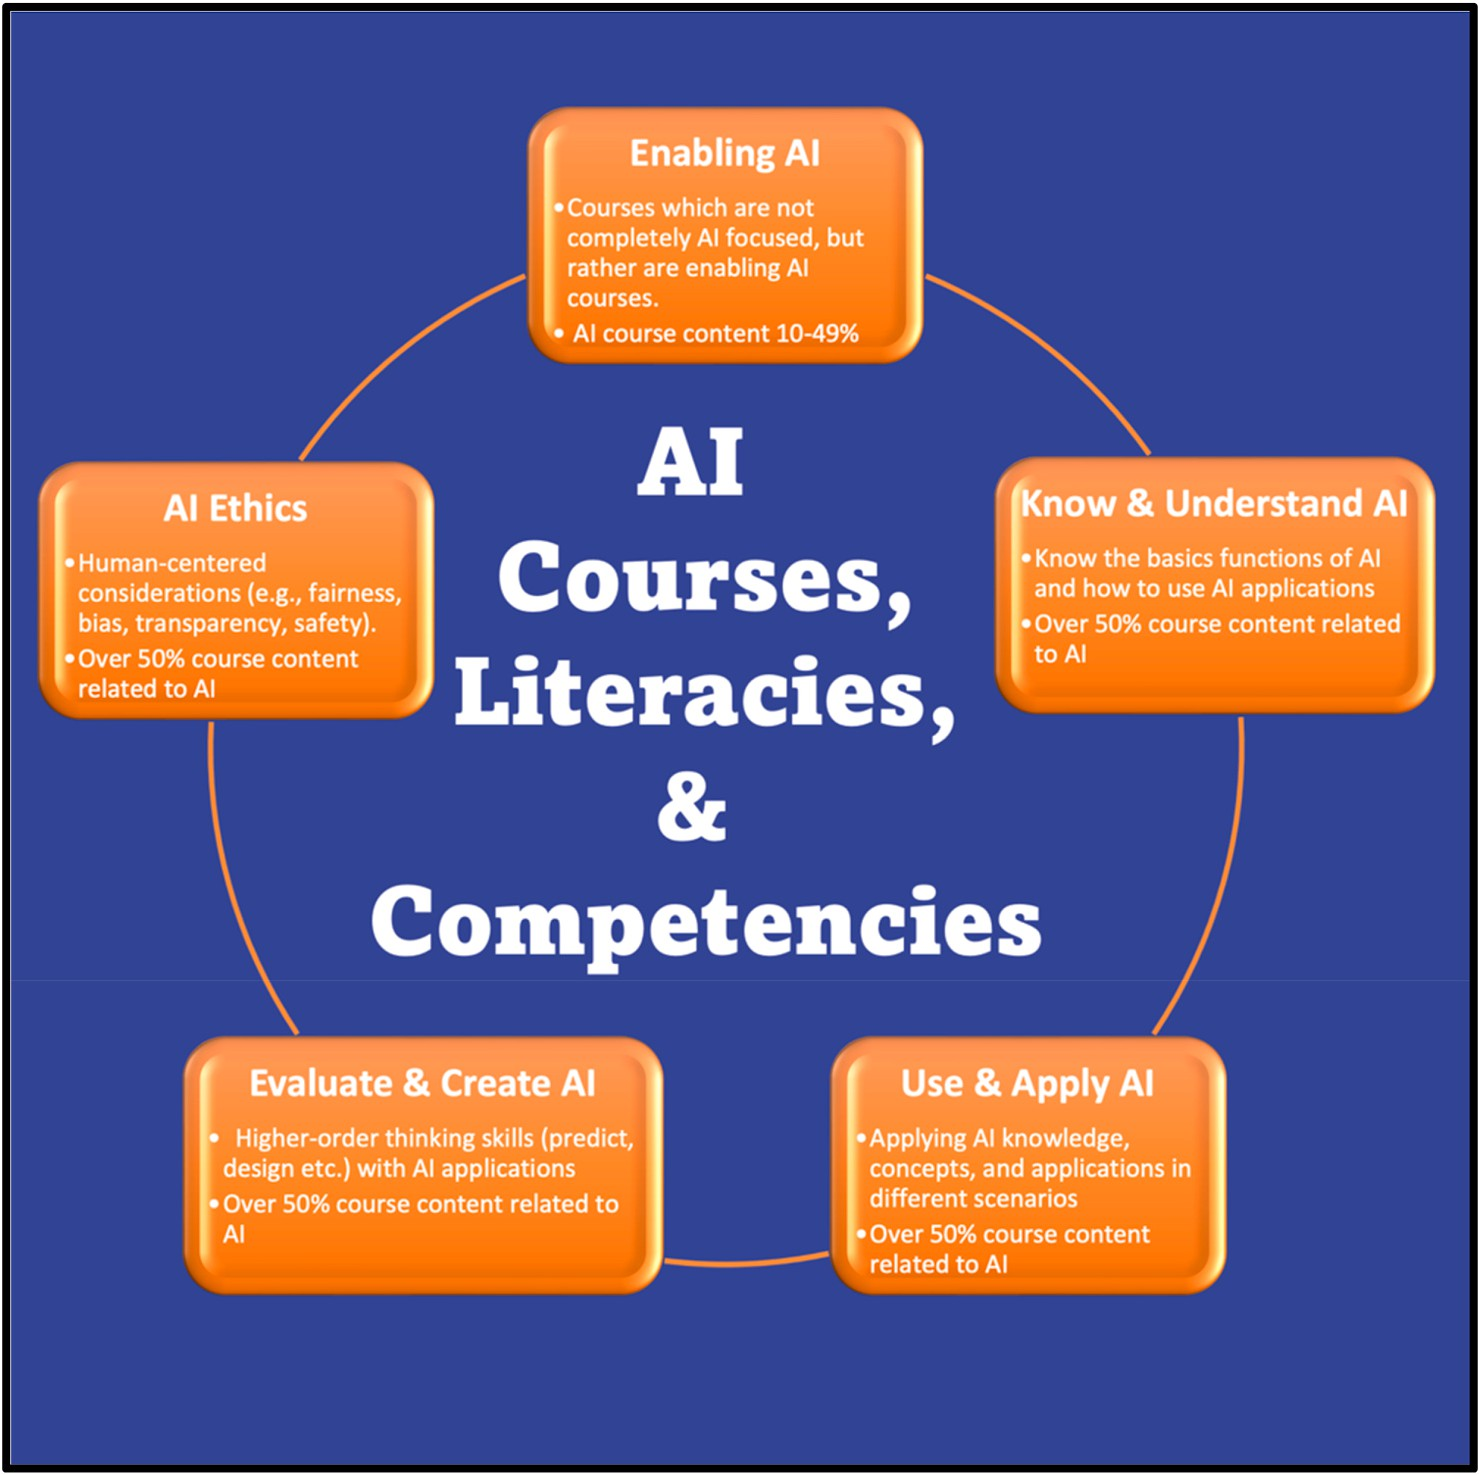 Enabling AI
•Courses which are not
completely AI focused, but
rather are enabling AI
courses.
• AI course content 10-49%
AI
Courses,
Literacies,
&
Competencies
Know & Understand AI
•Know the basics functions of AI
and how to use AI applications
•Over 50% course content related
to AI
Use & Apply AI
•Applying AI knowledge,
concepts, and applications in
different scenarios
•Over 50% course content
related to AI
Evaluate & Create AI
• Higher-order thinking skills (predict,
design etc.) with AI applications
•Over 50% course content related to
AI
AI Ethics
•Human-centered
considerations (e.g., fairness,
bias, transparency, safety).
•Over 50% course content
related to AI